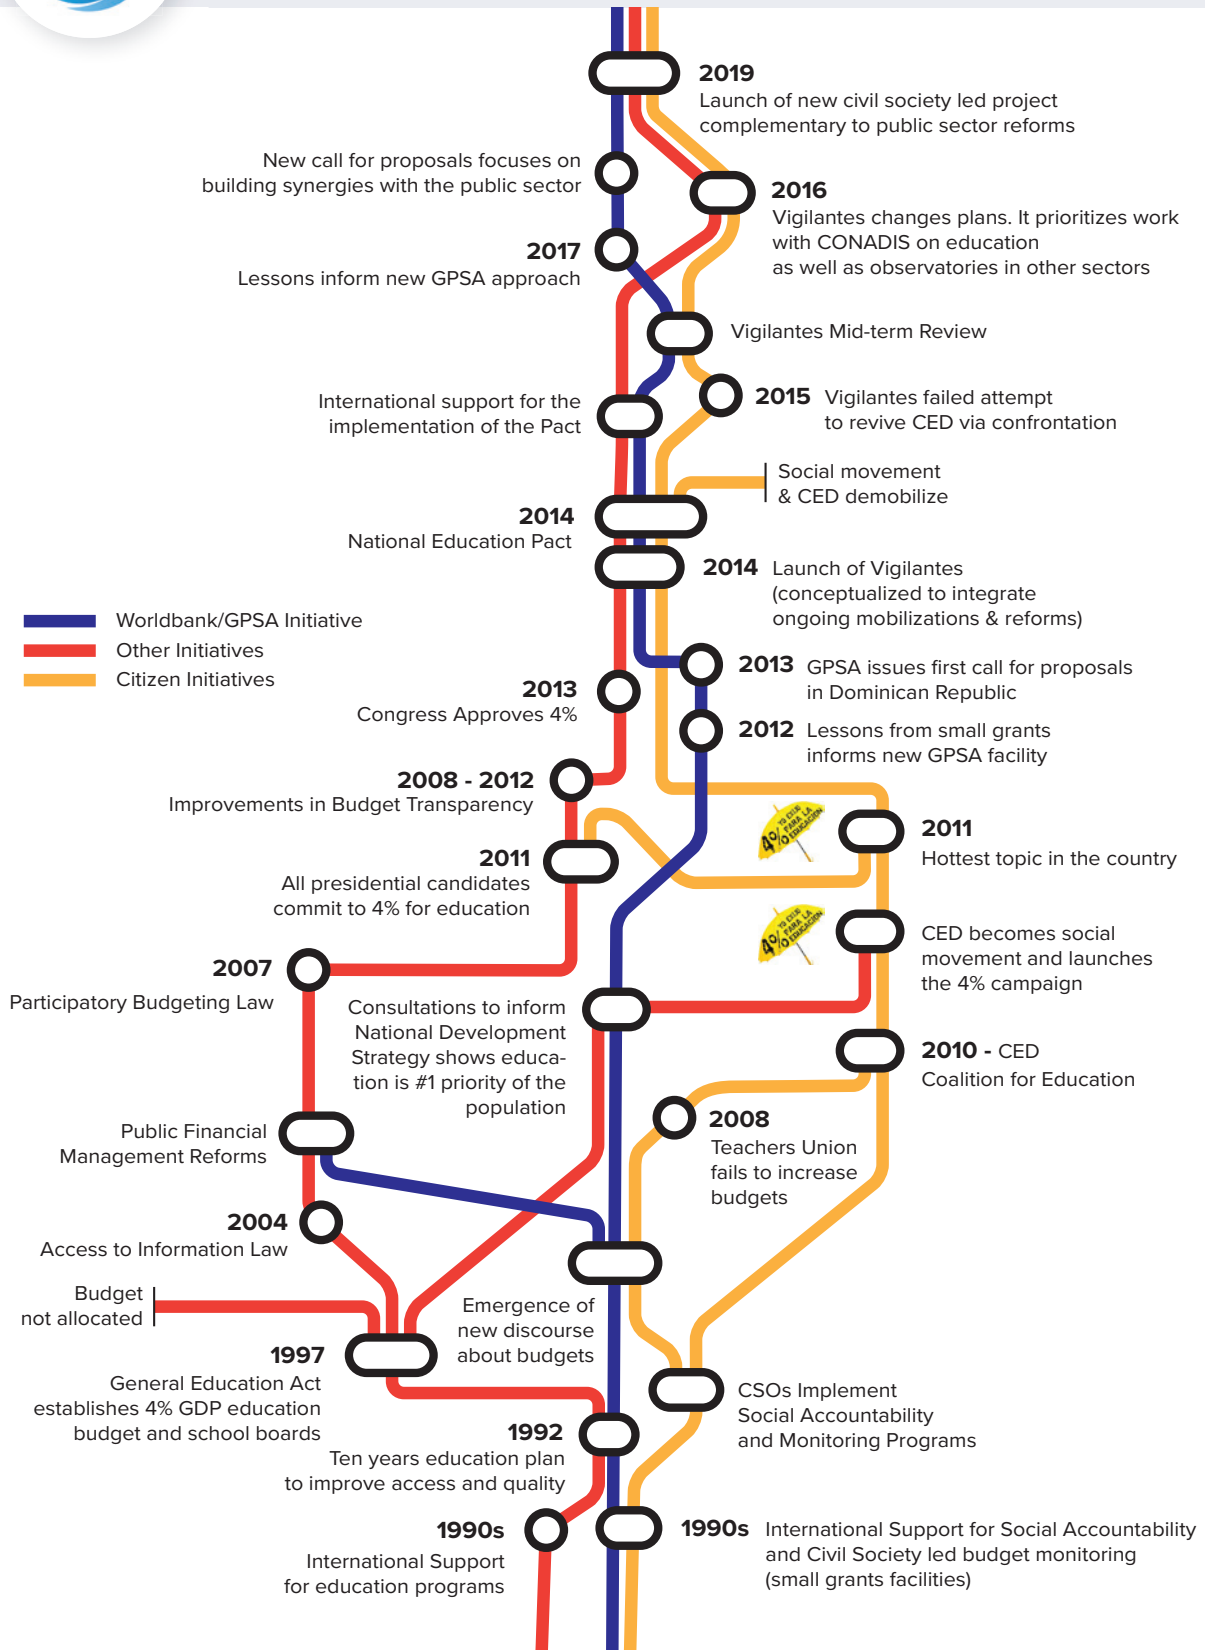 2019
Launch of new civil society led project
complementary to public sector reforms
New call for proposals focuses on
building synergies with the public sector
2016
Vigilantes changes plans. It prioritizes work
with CONADIS on education
as well as observatories in other sectors
2017
Lessons inform new GPSA approach
Vigilantes Mid-term Review
2015 Vigilantes failed attempt
to revive CED via confrontation
International support for the
implementation of the Pact
Social movement
& CED demobilize
2014
National Education Pact
2014 Launch of Vigilantes
(conceptualized to integrate
ongoing mobilizations & reforms)
Worldbank/GPSA Initiative
Other Initiatives
Citizen Initiatives
2013 GPSA issues first call for proposals
in Dominican Republic
2013
Congress Approves 4%
2012 Lessons from small grants
informs new GPSA facility
2008 - 2012
Improvements in Budget Transparency
YO EXIJO
PARA LA
4% EDUCACIÓN
2011
Hottest topic in the country
2011
All presidential candidates
commit to 4% for education
YO EXIJO
PARA LA
4% EDUCACIÓN
CED becomes social
movement and launches
the 4% campaign
2007
Participatory Budgeting Law
Consultations to inform
National Development
Strategy shows educa-
tion is #1 priority of the
population
2010 - CED
Coalition for Education
2008
Teachers Union
fails to increase
budgets
Public Financial
Management Reforms
2004
Access to Information Law
Budget
not allocated
Emergence of
new discourse
about budgets
1997
General Education Act
establishes 4% GDP education
budget and school boards
CSOs Implement
Social Accountability
and Monitoring Programs
1992
Ten years education plan
to improve access and quality
1990s
International Support
for education programs
1990s International Support for Social Accountability
and Civil Society led budget monitoring
(small grants facilities)